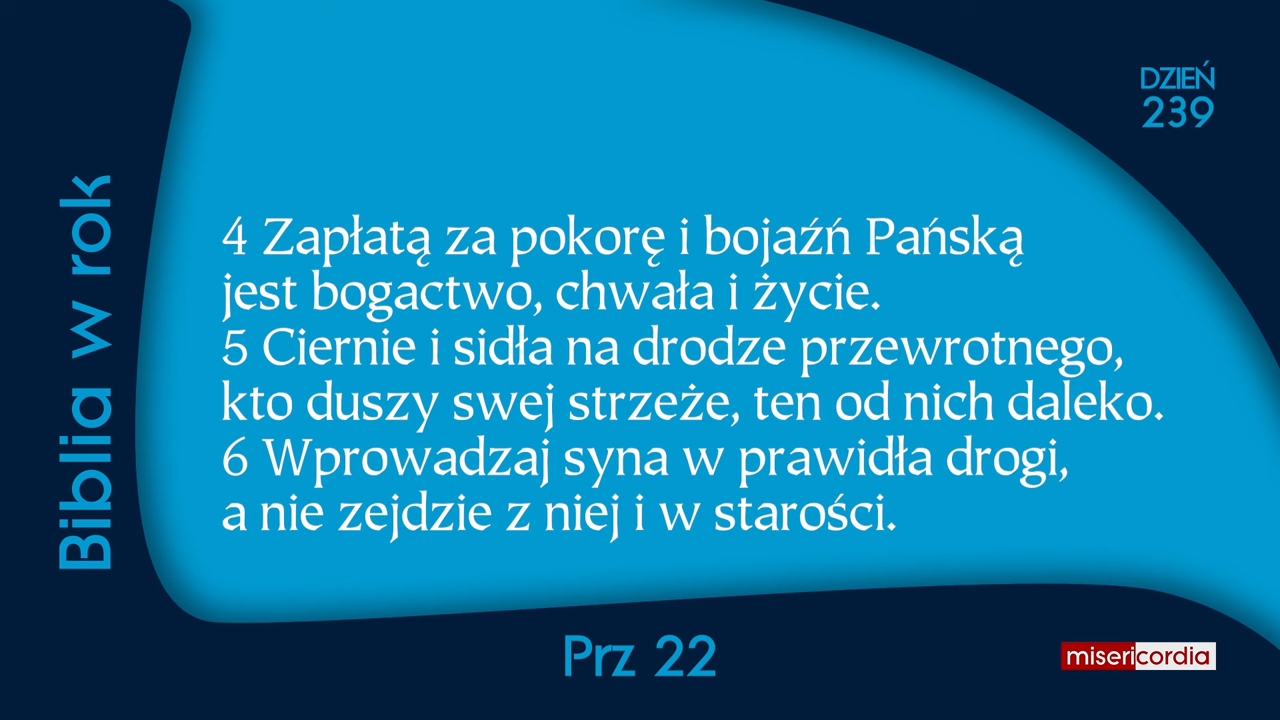 DZIEŃ
239
Biblia w rok
4 Zapłatą za pokorę i bojaźń Pańską
jest bogactwo, chwała i życie.
5 Ciernie i sidła na drodze przewrotnego,
kto duszy swej strzeże, ten od nich daleko.
6 Wprowadzaj syna w prawidła drogi,
a nie zejdzie z niej i w starości.
Prz 22
misericordia